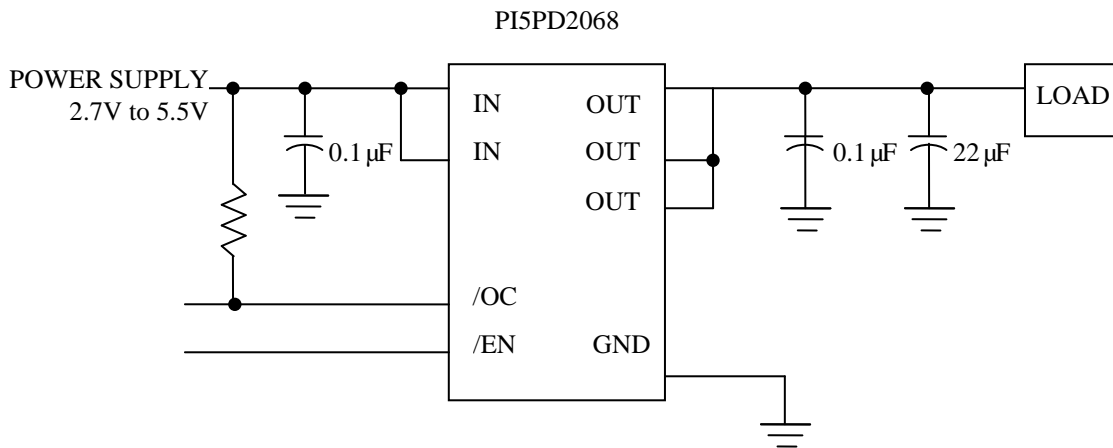 PI5PD2068
POWER SUPPLY
2.7V to 5.5V
IN
OUT
LOAD
0.1 µF
IN
OUT
0.1 µF
22 µF
OUT
/OC
/EN
GND